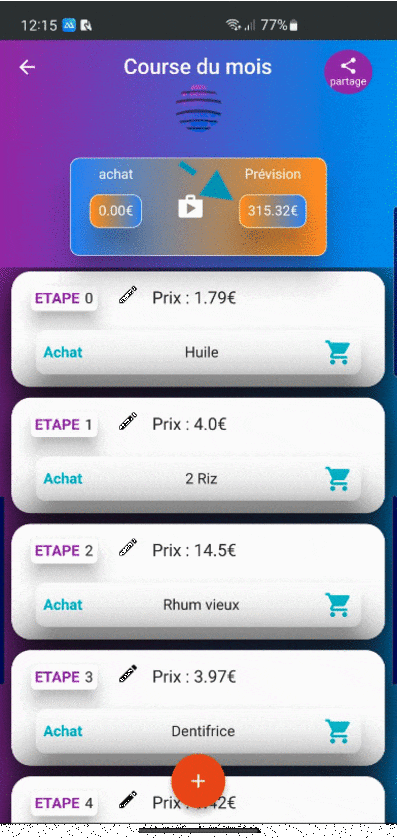 12:15 77%
Course du mois
partage
achat Prévision
0.00€ 315.32€
ETAPE 0 Prix : 1.79€
Achat Huile
ETAPE 1 Prix : 4.0€
Achat 2 Riz
ETAPE 2 Prix : 14.5€
Achat Rhum vieux
ETAPE 3 Prix : 3.97€
Achat Dentifrice
+
ETAPE 4 Prix :